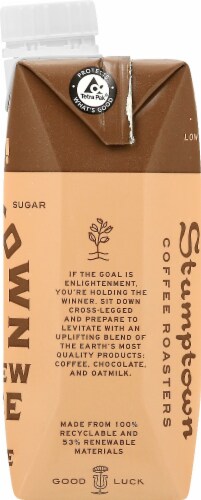 PROTECTS
Tetra Pak®
WHAT'S GOOD
LOW
SUGAR
OWN
EW
E
Stumptown
COFFEE ROASTERS
IF THE GOAL IS
ENLIGHTENMENT,
YOU'RE HOLDING THE
WINNER. SIT DOWN
CROSS-LEGGED
AND PREPARE TO
LEVITATE WITH AN
UPLIFTING BLEND OF
THE EARTH'S MOST
QUALITY PRODUCTS:
COFFEE, CHOCOLATE,
AND OATMILK.
MADE FROM 100%
RECYCLABLE AND
53% RENEWABLE
MATERIALS
GOOD LUCK